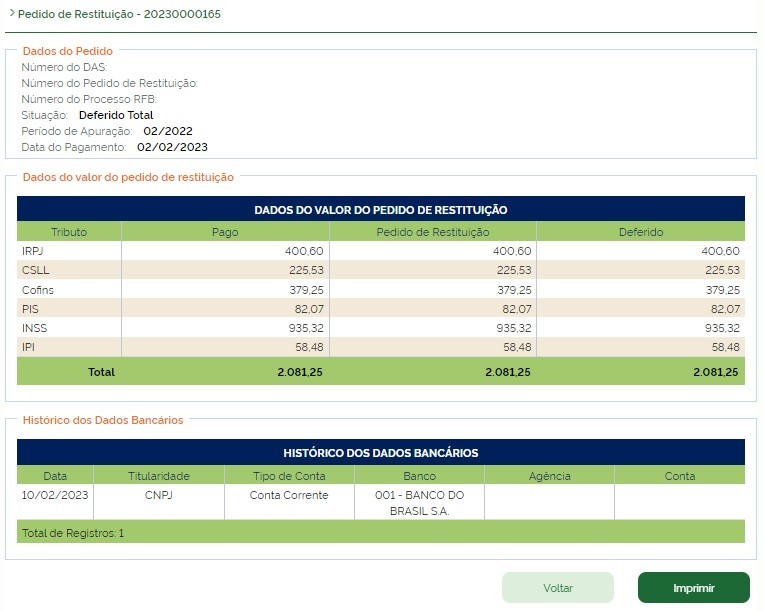 Pedido de Restituição - 20230000165
Dados do Pedido
Número do DAS:
Número do Pedido de Restituição:
Número do Processo RFB:
Situação: Deferido Total
Período de Apuração: 02/2022
Data do Pagamento: 02/02/2023
Dados do valor do pedido de restituição
DADOS DO VALOR DO PEDIDO DE RESTITUIÇÃO
Tributo Pago Pedido de Restituição Deferido
IRPJ 400,60 400,60 400,60
CSLL 225,53 225,53 225,53
Cofins 379,25 379,25 379,25
PIS 82,07 82,07 82,07
INSS 935,32 935,32 935,32
IPI 58,48 58,48 58,48
Total 2.081,25 2.081,25 2.081,25
Histórico dos Dados Bancários
HISTÓRICO DOS DADOS BANCÁRIOS
Data Titularidade Tipo de Conta Banco Agência Conta
10/02/2023 CNPJ Conta Corrente 001 - BANCO DO
BRASIL S.A.
Total de Registros: 1
Voltar Imprimir